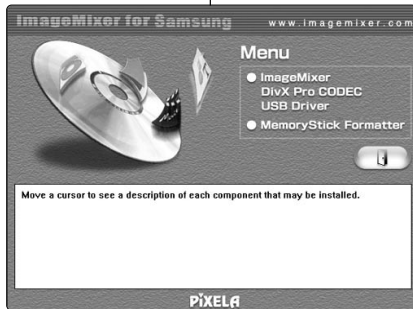 ImageMixer for Samsung
www.imagemixer.com
Menu
ImageMixer
DivX Pro CODEC
USB Driver
MemoryStick Formatter
Move a cursor to see a description of each component that may be installed.
PIXELA